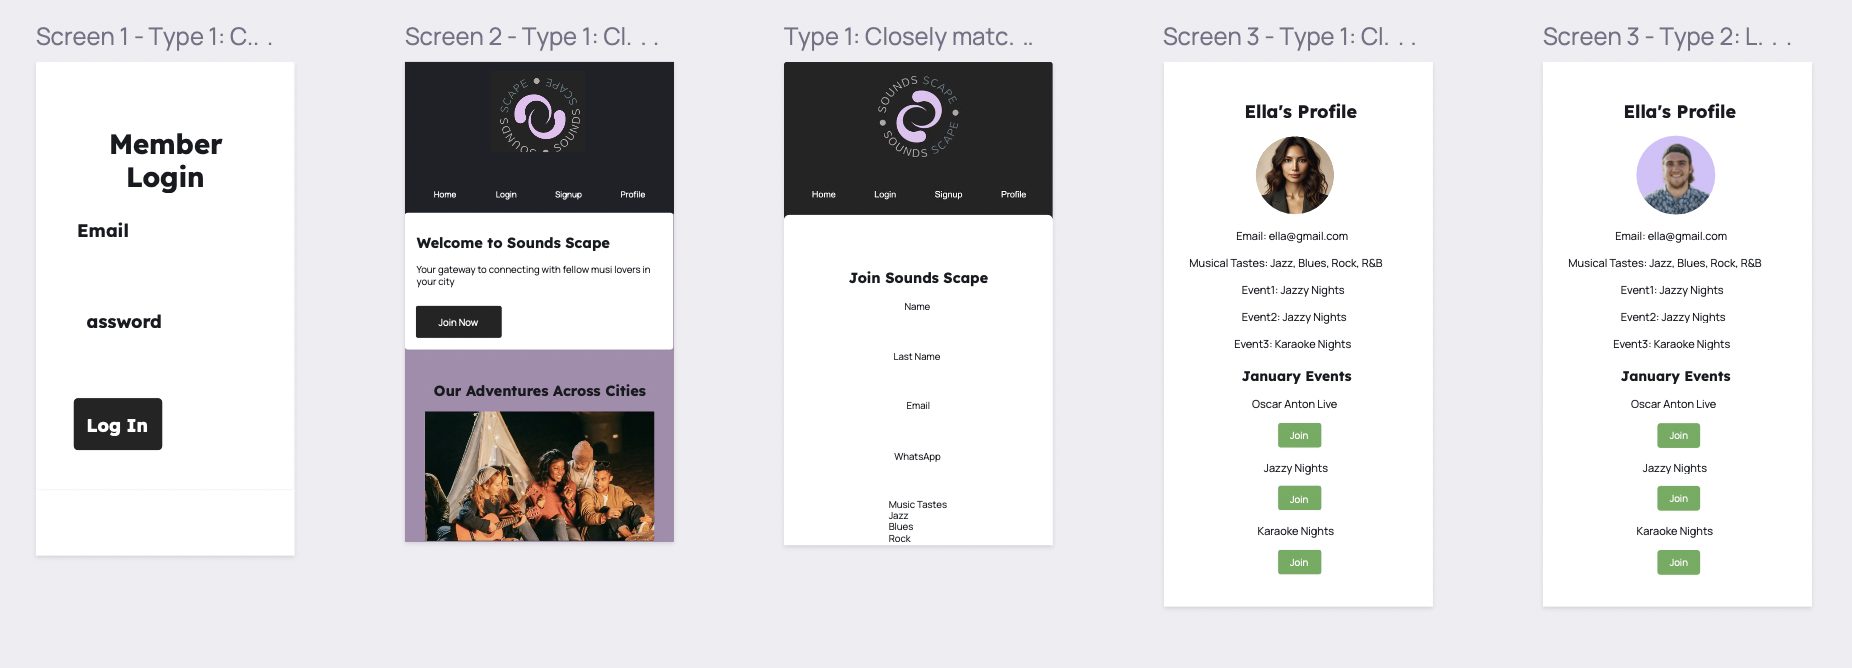 Screen 1 - Type 1: C.. .
Screen 2 - Type 1: Cl. . .
Type 1: Closely matc. ..
Screen 3 - Type 1: Cl. . .
Screen 3 - Type 2: L. . .
Member
Login
Email
assword
Log In
SCAPE SCAPE
SOUNDS SOUNDS
Home Login Signup Profile
Welcome to Sounds Scape
Your gateway to connecting with fellow musi lovers in
your city
Join Now
Our Adventures Across Cities
SOUNDS SCAPE
SOUNDS SCAPE
Home Login Signup Profile
Join Sounds Scape
Name
Last Name
Email
WhatsApp
Music Tastes
Jazz
Blues
Rock
Ella's Profile
Email: ella@gmail.com
Musical Tastes: Jazz, Blues, Rock, R&B
Event1: Jazzy Nights
Event2: Jazzy Nights
Event3: Karaoke Nights
January Events
Oscar Anton Live
Join
Jazzy Nights
Join
Karaoke Nights
Join
Ella's Profile
Email: ella@gmail.com
Musical Tastes: Jazz, Blues, Rock, R&B
Event1: Jazzy Nights
Event2: Jazzy Nights
Event3: Karaoke Nights
January Events
Oscar Anton Live
Join
Jazzy Nights
Join
Karaoke Nights
Join